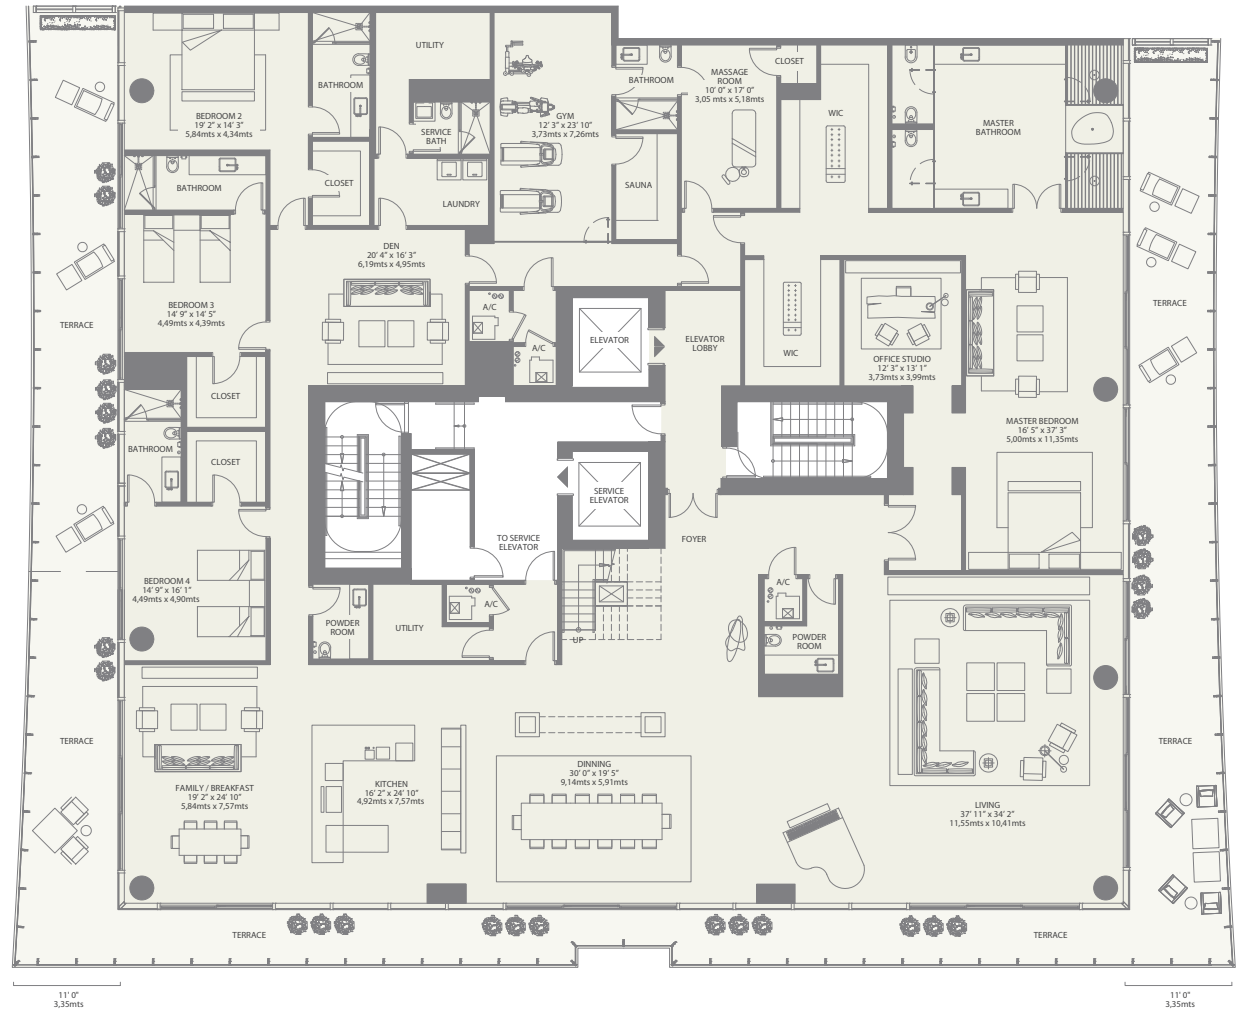 UTILITY
BATHROOM
BEDROOM 2
19' 2" x 14' 3"
5,84mts x 4,34mts
SERVICE
BATH
GYM
12' 3" x 23' 10"
3,73mts x 7,26mts
BATHROOM
MASSAGE
ROOM
10' 0" x 17' 0"
3,05 mts x 5,18mts
CLOSET
WIC
MASTER
BATHROOM
BATHROOM
CLOSET
LAUNDRY
SAUNA
DEN
20' 4" x 16' 3"
6,19mts x 4,95mts
BEDROOM 3
14' 9" x 14' 5"
4,49mts x 4,39mts
TERRACE
A/C
A/C
ELEVATOR
ELEVATOR
LOBBY
WIC
OFFICE STUDIO
12' 3" x 13' 1"
3,73mts x 3,99mts
TERRACE
CLOSET
MASTER BEDROOM
16' 5" x 37' 3"
5,00mts x 11,35mts
BATHROOM
CLOSET
SERVICE
ELEVATOR
TO SERVICE
ELEVATOR
FOYER
BEDROOM 4
14' 9" x 16' 1"
4,49mts x 4,90mts
A/C
A/C
POWDER
ROOM
UTILITY
UP
POWDER
ROOM
TERRACE
TERRACE
FAMILY / BREAKFAST
19' 2" x 24' 10"
5,84mts x 7,57mts
KITCHEN
16' 2" x 24' 10"
4,92mts x 7,57mts
DINNING
30' 0" x 19' 5"
9,14mts x 5,91mts
LIVING
37' 11" x 34' 2"
11,55mts x 10,41mts
TERRACE
TERRACE
11' 0"
3,35mts
11' 0"
3,35mts